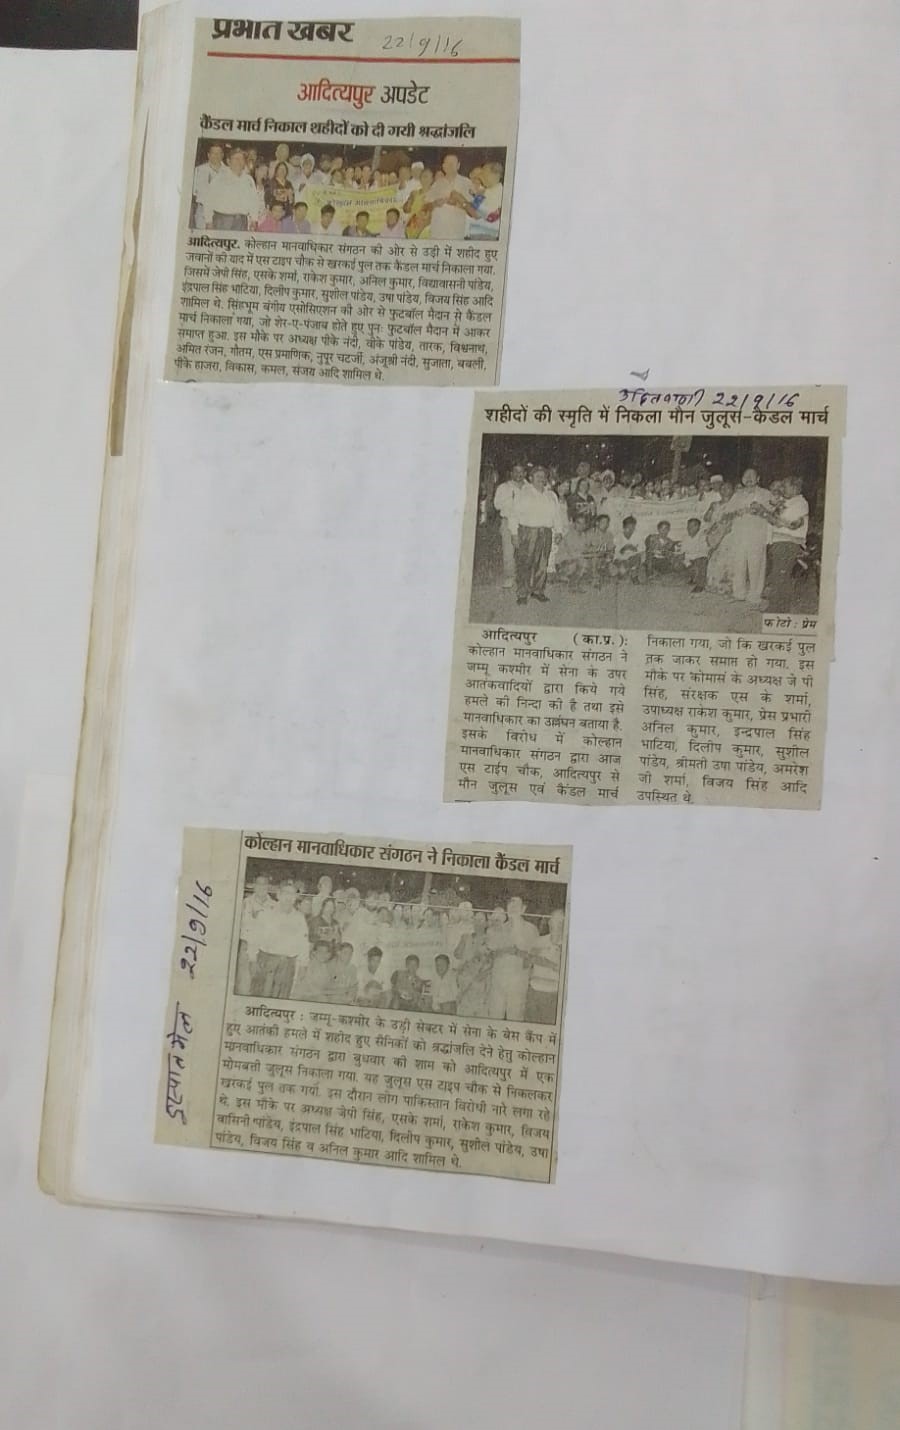 प्रभात खबर
22/9/16
आदित्यपुर अपडेट
कैंडल मार्च निकाल शहीदों को दी गयी श्रद्धांजलि
कोल्हान मानवाधिकार
आदित्यपुर. कोल्हान मानवाधिकार संगठन की ओर से उड़ी में शहीद हुए
जवानों की याद में एस टाइप चौक से खरकई पुल तक कैंडल मार्च निकाला गया.
जिसमें जेपी सिंह, एसके शर्मा, राकेश कुमार, अनिल कुमार, विद्यावासनी पांडेय,
इंद्रपाल सिंह भाटिया, दिलीप कुमार, सुशील पांडेय, उषा पांडेय, विजय सिंह आदि
शामिल थे. सिंहभूम बंगीय एसोसिएशन की ओर से फुटबॉल मैदान से कैंडल
मार्च निकाला गया, जो शेर-ए-पंजाब होते हुए पुनः फुटबॉल मैदान में आकर
समाप्त हुआ. इस मौके पर अध्यक्ष पीके नंदी, वीके पांडेय, तारक, विश्वनाथ,
अमित रंजन, गौतम, एस प्रमाणिक, नुपूर चटर्जी, अंजूश्री नंदी, सुजाता, बबली,
पीके हाजरा, विकास, कमल, संजय आदि शामिल थे.
उदितवाणी 22/9/16
शहीदों की स्मृति में निकला मौन जुलूस-कैंडल मार्च
फोटो : प्रेम
आदित्यपुर (का.प्र.):
कोल्हान मानवाधिकार संगठन ने
जम्मू कश्मीर में सेना के उपर
आतंकवादियों द्वारा किये गये
हमले की निन्दा की है तथा इसे
मानवाधिकार का उल्लंघन बताया है.
इसके विरोध में कोल्हान
मानवाधिकार संगठन द्वारा आज
एस टाईप चौक, आदित्यपुर से
मौन जुलूस एवं कैंडल मार्च
निकाला गया, जो कि खरकई पुल
तक जाकर समाप्त हो गया. इस
मौके पर कोमास के अध्यक्ष जे पी
सिंह, संरक्षक एस के शर्मा,
उपाध्यक्ष राकेश कुमार, प्रेस प्रभारी
अनिल कुमार, इन्द्रपाल सिंह
भाटिया, दिलीप कुमार, सुशील
पांडेय, श्रीमती उषा पांडेय, अमरेश
जी शर्मा, विजय सिंह आदि
उपस्थित थे.
इस्पात मेल 22/9/16
कोल्हान मानवाधिकार संगठन ने निकाला कैंडल मार्च
आदित्यपुर : जम्मू-कश्मीर के उड़ी सेक्टर में सेना के बेस कैंप में
हुए आतंकी हमले में शहीद हुए सैनिकों को श्रद्धांजलि देने हेतु कोल्हान
मानवाधिकार संगठन द्वारा बुधवार की शाम को आदित्यपुर में एक
मोमबत्ती जुलूस निकाला गया. यह जुलूस एस टाइप चौक से निकलकर
खरकई पुल तक गयी. इस दौरान लोग पाकिस्तान विरोधी नारे लगा रहे
थे. इस मौके पर अध्यक्ष जेपी सिंह, एसके शर्मा, राकेश कुमार, विजय
वासिनी पांडेय, इंद्रपाल सिंह भाटिया, दिलीप कुमार, सुशील पांडेय, उषा
पांडेय, विजय सिंह व अनिल कुमार आदि शामिल थे.